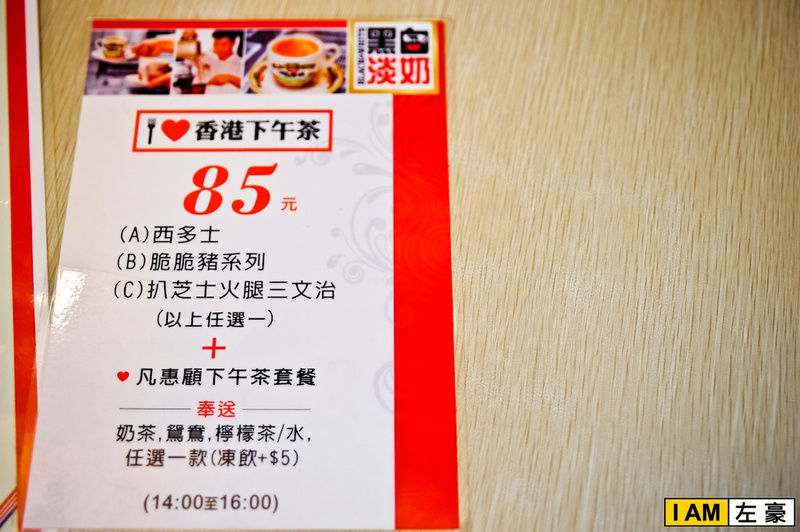 黑白
淡奶
香港下午茶
85元
(A)西多士
(B)脆脆豬系列
(C)扒芝士火腿三文治
(以上任選一)
+
凡惠顧下午茶套餐
奉送
奶茶,鴛鴦,檸檬茶/水,
任選一款(凍飲+$5)
(14:00至16:00)
I AM 左豪